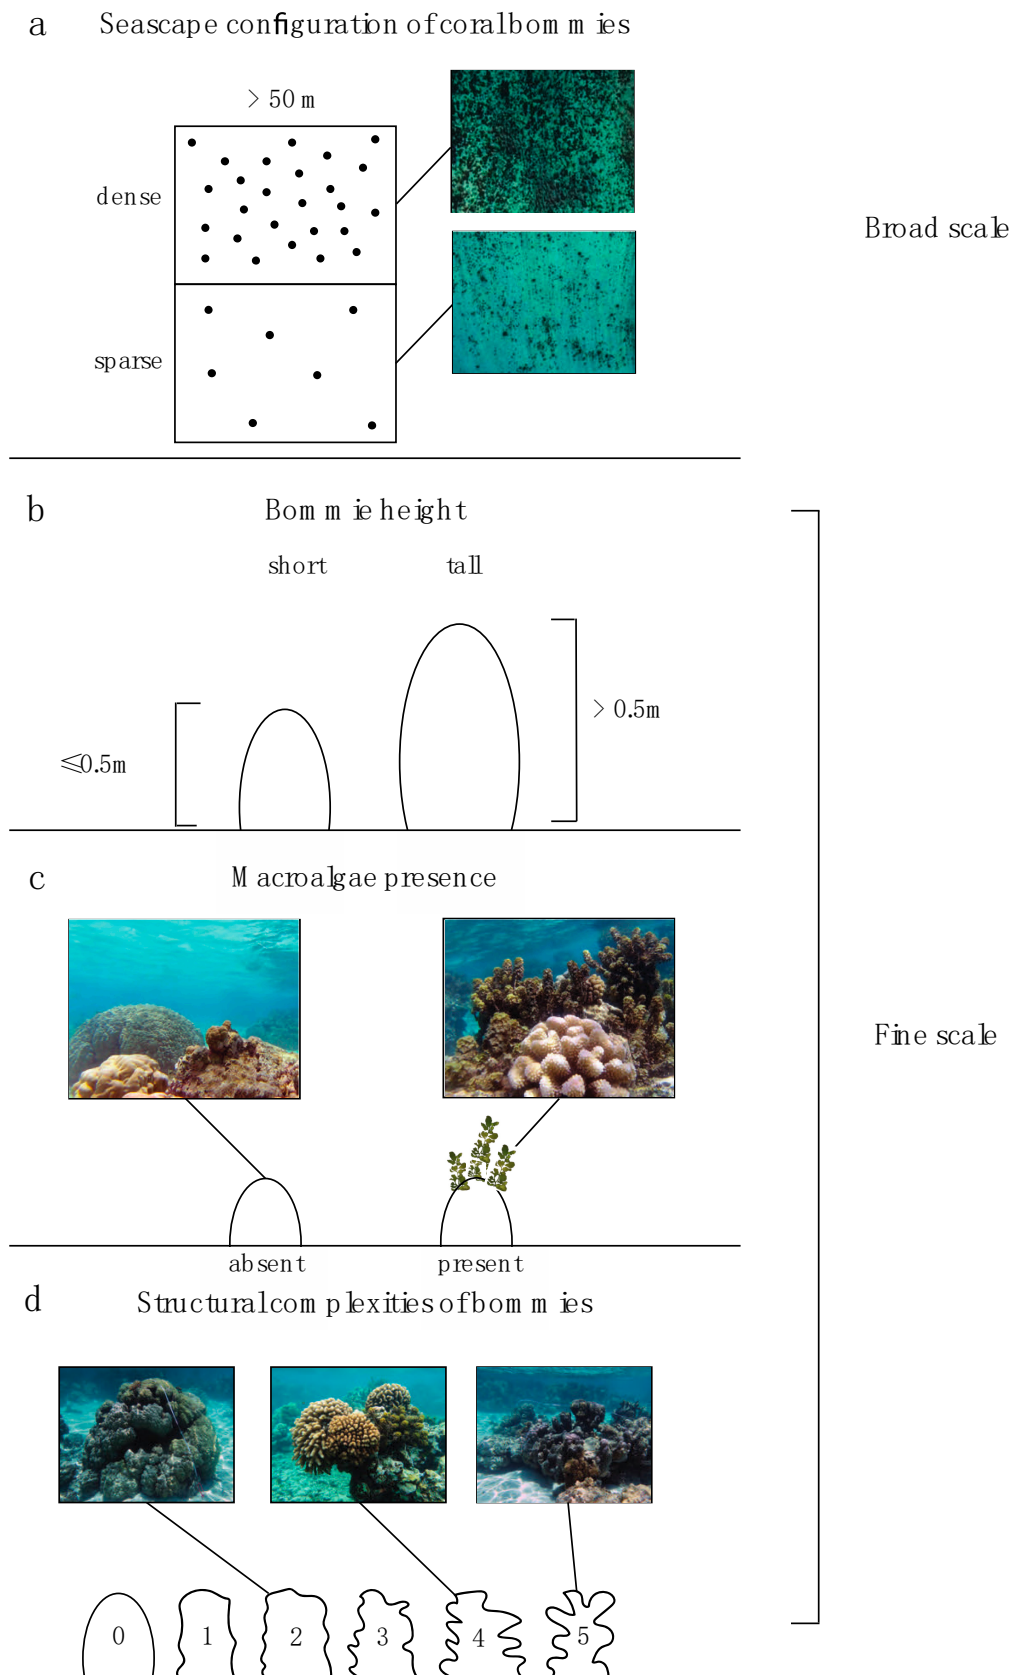 a Seascape configuration of coral bommies
> 50 m
dense
sparse
Broad scale
b Bommie height
short tall
> 0.5m
⩽0.5m
c Macroalgae presence
Fine scale
absent present
d Structural complexities of bommies
0 1 2 3 4 5